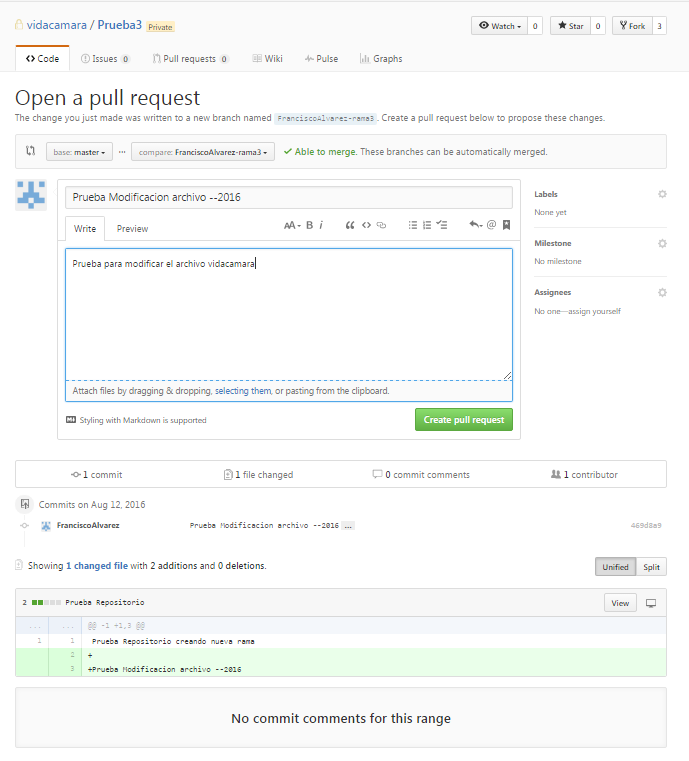 vidacamara / Prueba3 Private
Watch 0 Star 0 Fork 3
Code Issues 0 Pull requests 0 Wiki Pulse Graphs
Open a pull request
The change you just made was written to a new branch named FranciscoAlvarez-rama3. Create a pull request below to propose these changes.
base: master ... compare: FranciscoAlvarez-rama3 Able to merge. These branches can be automatically merged.
Prueba Modificacion archivo --2016
Write Preview AA B i
Prueba para modificar el archivo vidacamara
Attach files by dragging & dropping, selecting them, or pasting from the clipboard.
Styling with Markdown is supported
Create pull request
Labels
None yet
Milestone
No milestone
Assignees
No one—assign yourself
1 commit 1 file changed 0 commit comments 1 contributor
Commits on Aug 12, 2016
FranciscoAlvarez Prueba Modificacion archivo --2016 ... 469d8a9
Showing 1 changed file with 2 additions and 0 deletions.
Unified Split
2 Prueba Repositorio View
... ... @@ -1 +1,3 @@
1 1 Prueba Repositorio creando nueva rama
2 +
3 +Prueba Modificacion archivo --2016
No commit comments for this range